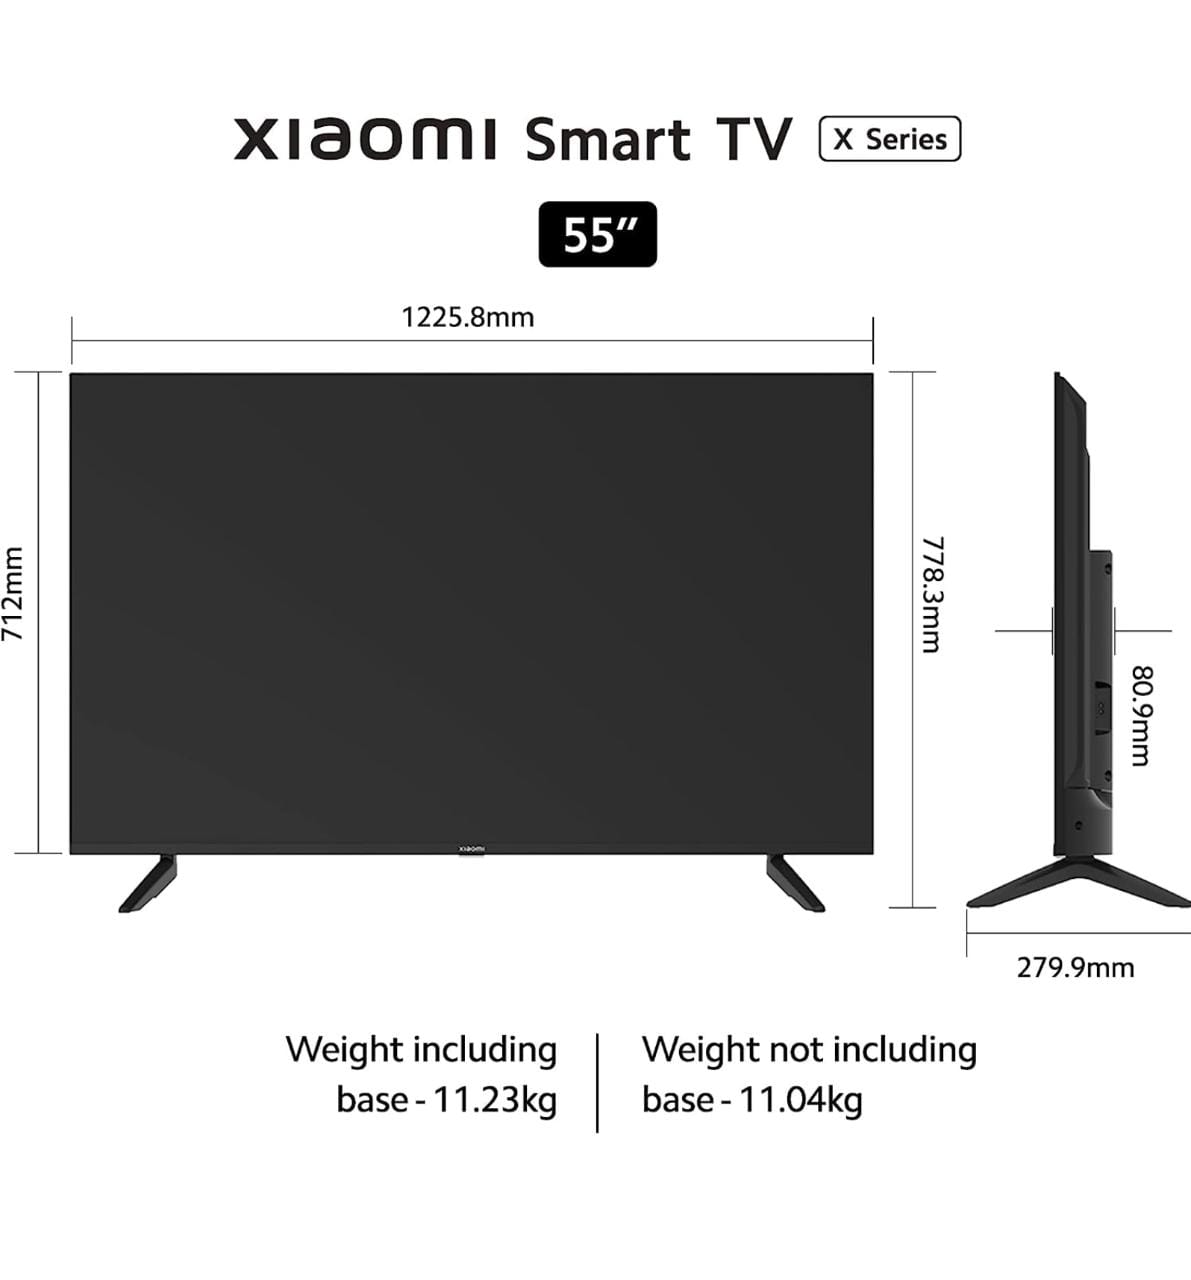 xiaomi Smart TV X Series
55”
1225.8mm
712mm
778.3mm
80.9mm
xiaomi
279.9mm
Weight including
base - 11.23kg
Weight not including
base - 11.04kg